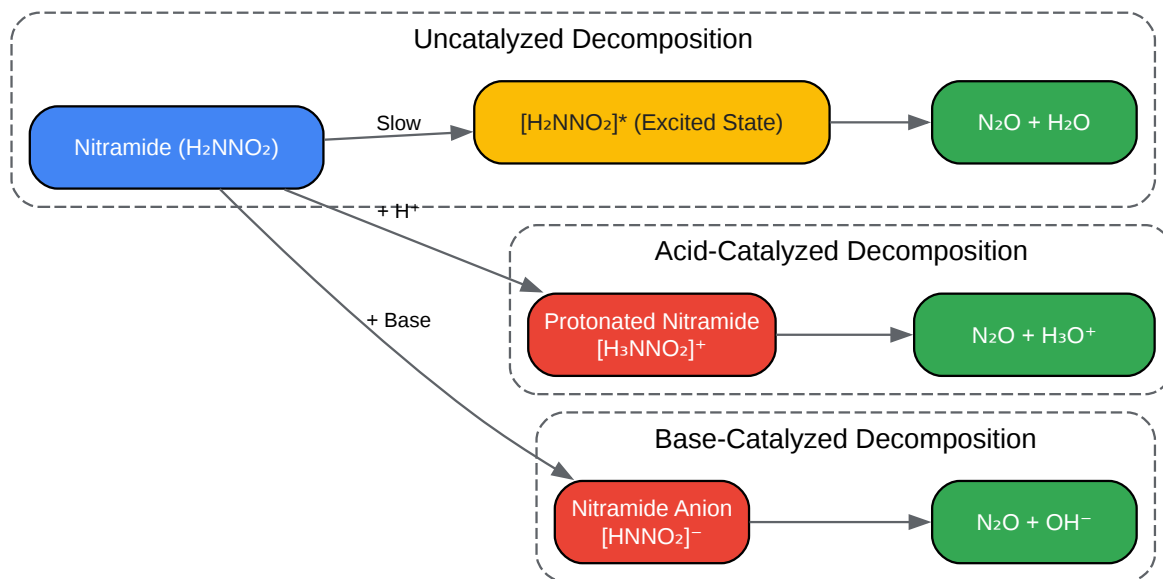 Uncatalyzed Decomposition
Nitramide (H₂NNO₂)
Slow
[H₂NNO₂]* (Excited State)
N₂O + H₂O
+ H⁺
Acid-Catalyzed Decomposition
Protonated Nitramide
[H₃NNO₂]⁺
N₂O + H₃O⁺
+ Base
Base-Catalyzed Decomposition
Nitramide Anion
[HNNO₂]⁻
N₂O + OH⁻